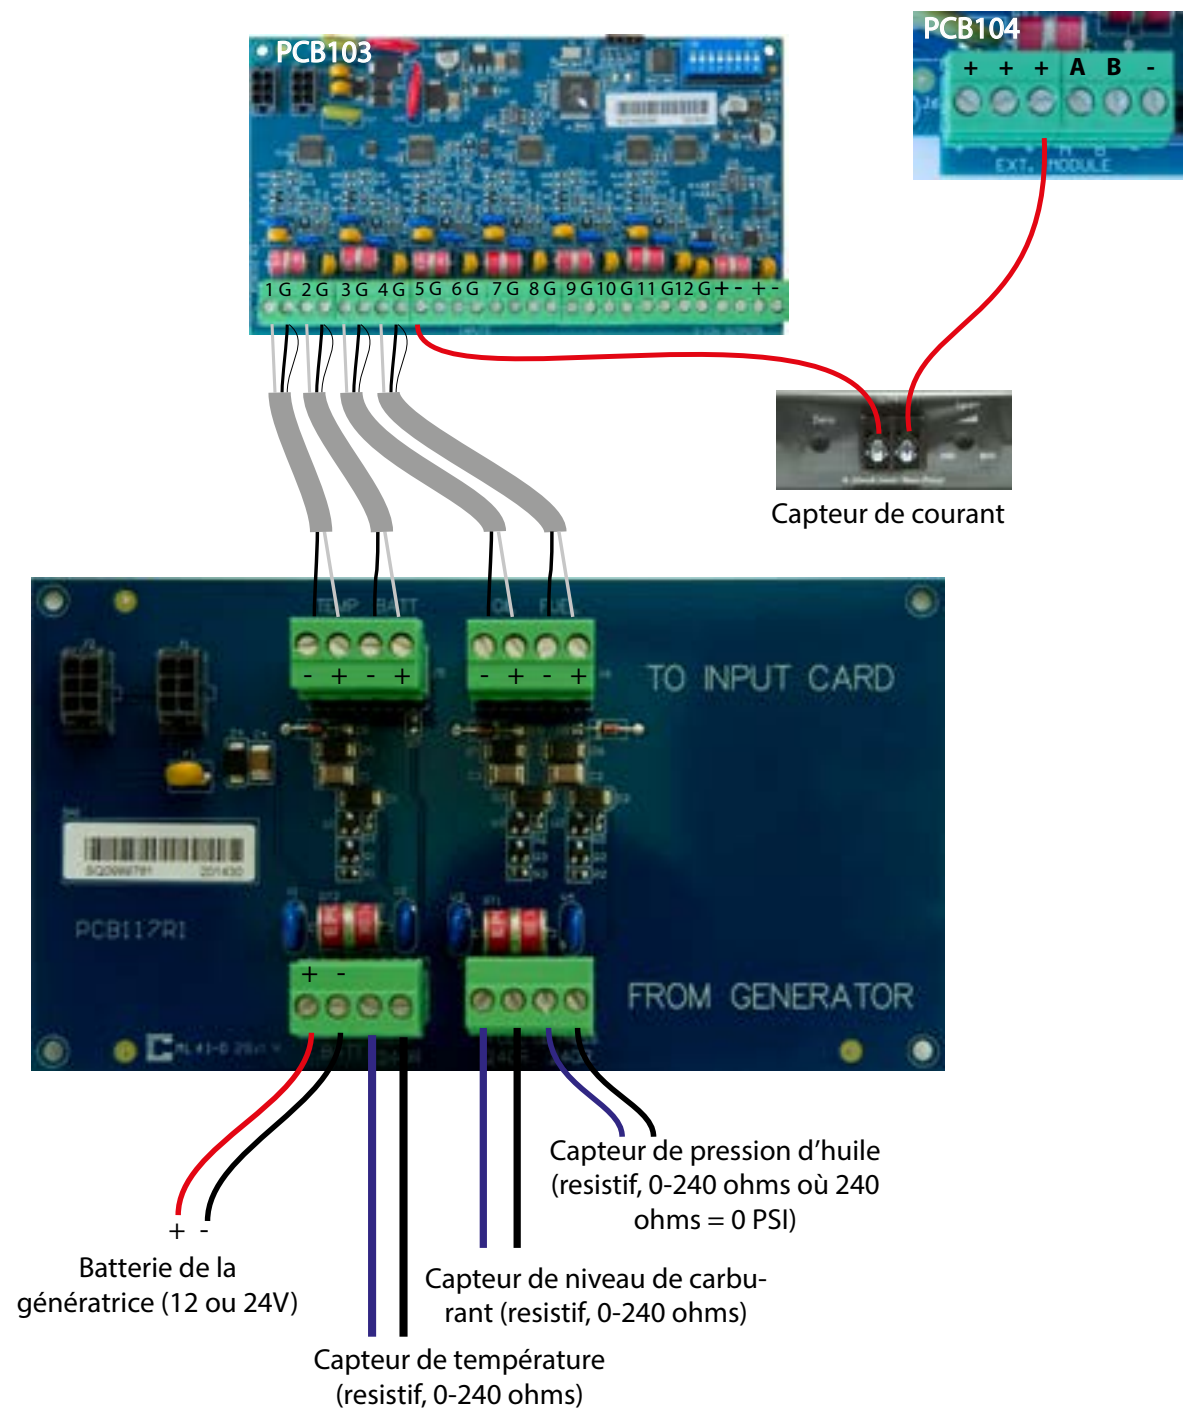 PCB103
PCB104
+ + + A B -
EXT. MODULE
1 G 2 G 3 G 4 G 5 G 6 G 7 G 8 G 9 G 10 G 11 G 12 G + - + -
Capteur de courant
TEMP BATT
FUEL
- + - +
- + - +
TO INPUT CARD
PCB117R1
+ -
FROM GENERATOR
BATT
Capteur de pression d’huile
(resistif, 0-240 ohms où 240
ohms = 0 PSI)
+ -
Batterie de la
génératrice (12 ou 24V)
Capteur de niveau de carbu-
rant (resistif, 0-240 ohms)
Capteur de température
(resistif, 0-240 ohms)